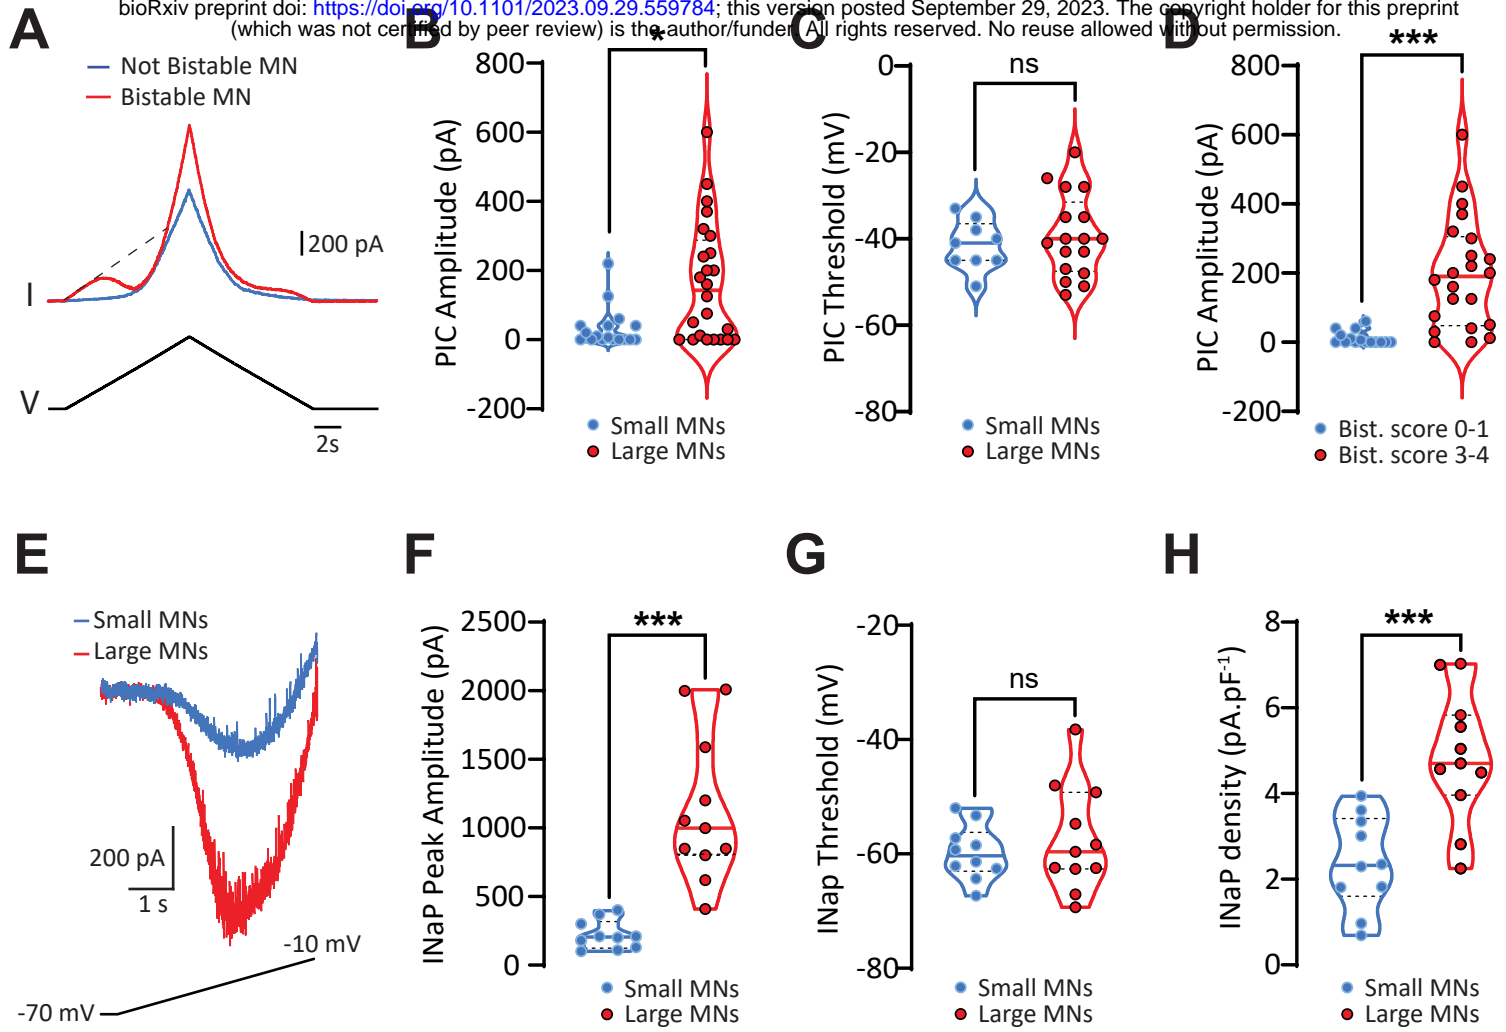 bioRxiv preprint doi: https://doi.org/10.1101/2023.09.29.559784; this version posted September 29, 2023. The copyright holder for this preprint
(which was not certified by peer review) is the author/funder. All rights reserved. No reuse allowed without permission.
A
Not Bistable MN
Bistable MN
200 pA
I
V
2s
B
*
PIC Amplitude (pA)
800
600
400
200
0
-200
Small MNs
Large MNs
C
ns
PIC Threshold (mV)
0
-20
-40
-60
-80
Small MNs
Large MNs
D
***
PIC Amplitude (pA)
800
600
400
200
0
-200
Bist. score 0-1
Bist. score 3-4
E
Small MNs
Large MNs
200 pA
1 s
-10 mV
-70 mV
F
***
INaP Peak Amplitude (pA)
2500
2000
1500
1000
500
0
Small MNs
Large MNs
G
ns
INap Threshold (mV)
-20
-40
-60
-80
Small MNs
Large MNs
H
***
INaP density (pA.pF⁻¹)
8
6
4
2
0
Small MNs
Large MNs